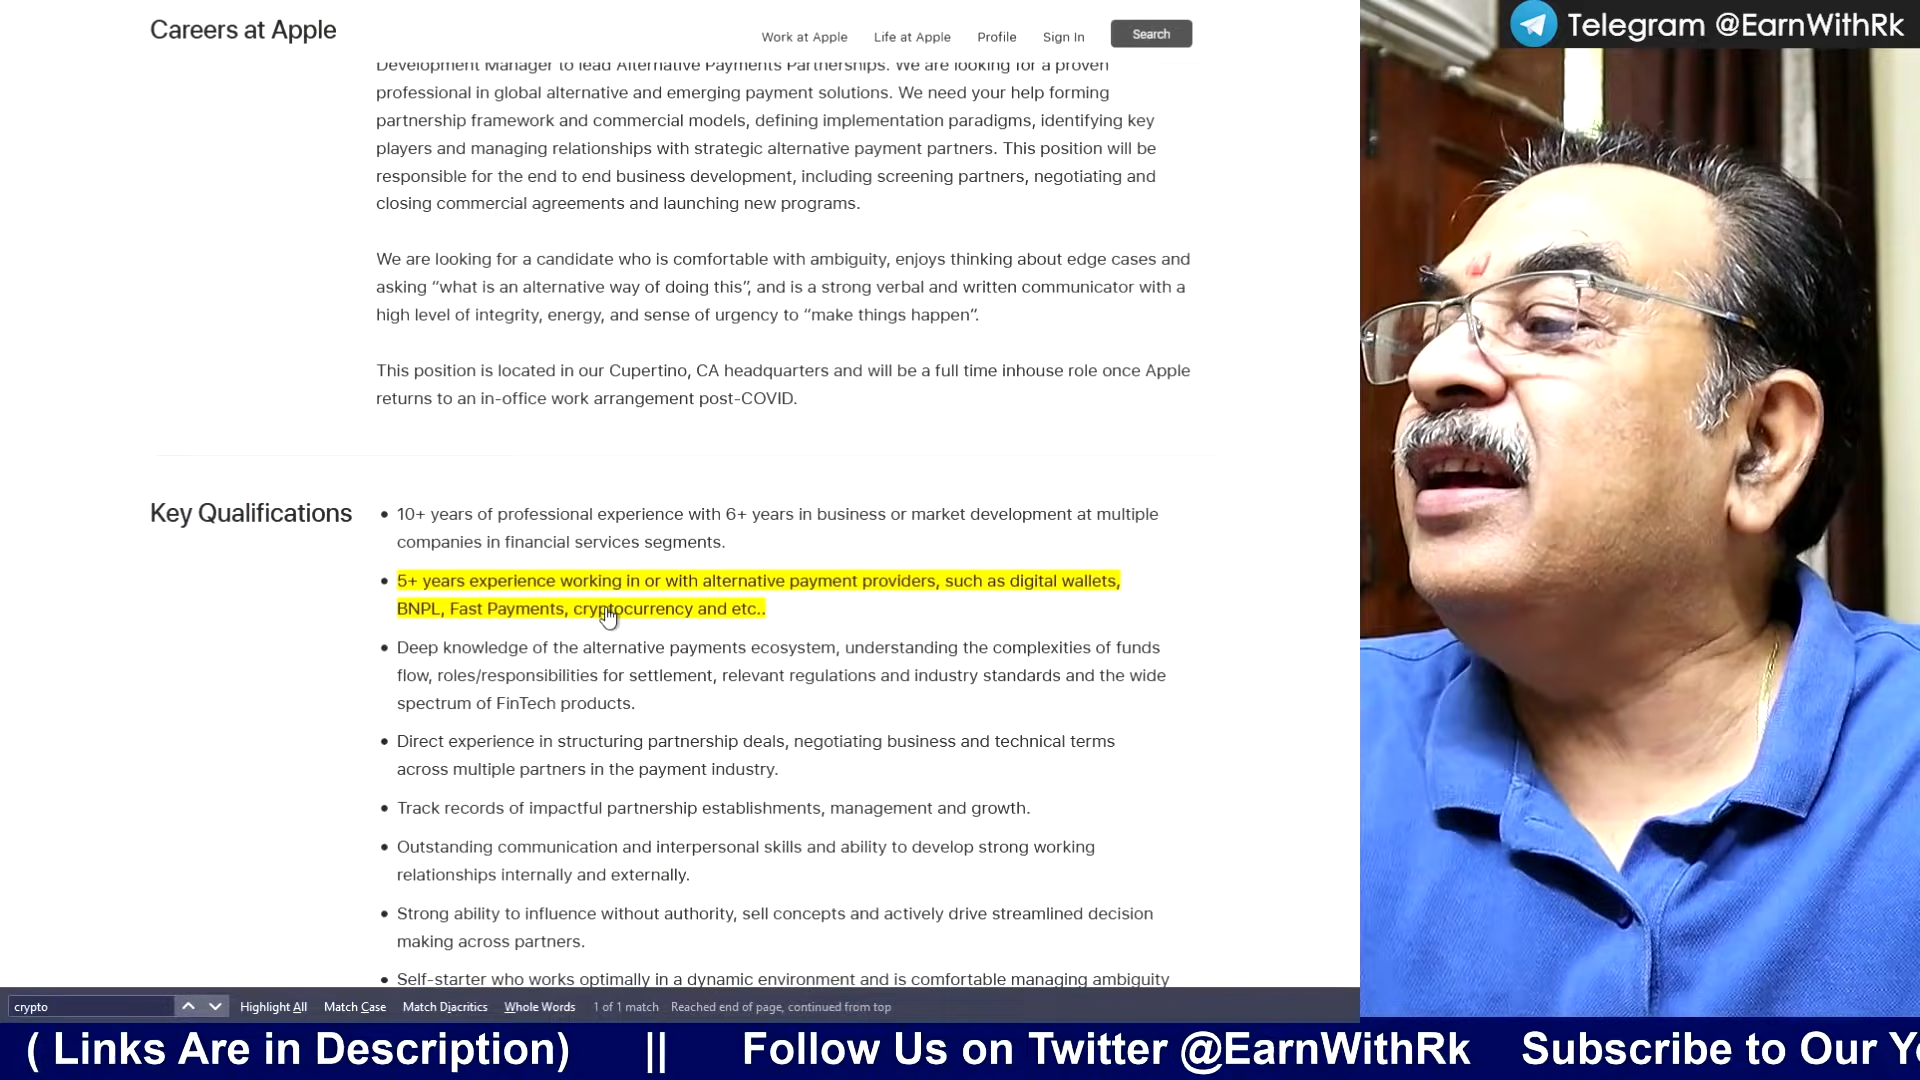 Careers at Apple
Work at Apple Life at Apple Profile Sign In Search
Telegram @EarnWithRk
Development Manager to lead Alternative Payments Partnerships. We are looking for a proven
professional in global alternative and emerging payment solutions. We need your help forming
partnership framework and commercial models, defining implementation paradigms, identifying key
players and managing relationships with strategic alternative payment partners. This position will be
responsible for the end to end business development, including screening partners, negotiating and
closing commercial agreements and launching new programs.
We are looking for a candidate who is comfortable with ambiguity, enjoys thinking about edge cases and
asking “what is an alternative way of doing this”, and is a strong verbal and written communicator with a
high level of integrity, energy, and sense of urgency to “make things happen”.
This position is located in our Cupertino, CA headquarters and will be a full time inhouse role once Apple
returns to an in-office work arrangement post-COVID.
Key Qualifications
• 10+ years of professional experience with 6+ years in business or market development at multiple
companies in financial services segments.
• 5+ years experience working in or with alternative payment providers, such as digital wallets,
BNPL, Fast Payments, cryptocurrency and etc..
• Deep knowledge of the alternative payments ecosystem, understanding the complexities of funds
flow, roles/responsibilities for settlement, relevant regulations and industry standards and the wide
spectrum of FinTech products.
• Direct experience in structuring partnership deals, negotiating business and technical terms
across multiple partners in the payment industry.
• Track records of impactful partnership establishments, management and growth.
• Outstanding communication and interpersonal skills and ability to develop strong working
relationships internally and externally.
• Strong ability to influence without authority, sell concepts and actively drive streamlined decision
making across partners.
• Self-starter who works optimally in a dynamic environment and is comfortable managing ambiguity
crypto Highlight All Match Case Match Diacritics Whole Words 1 of 1 match Reached end of page, continued from top
( Links Are in Description) || Follow Us on Twitter @EarnWithRk Subscribe to Our